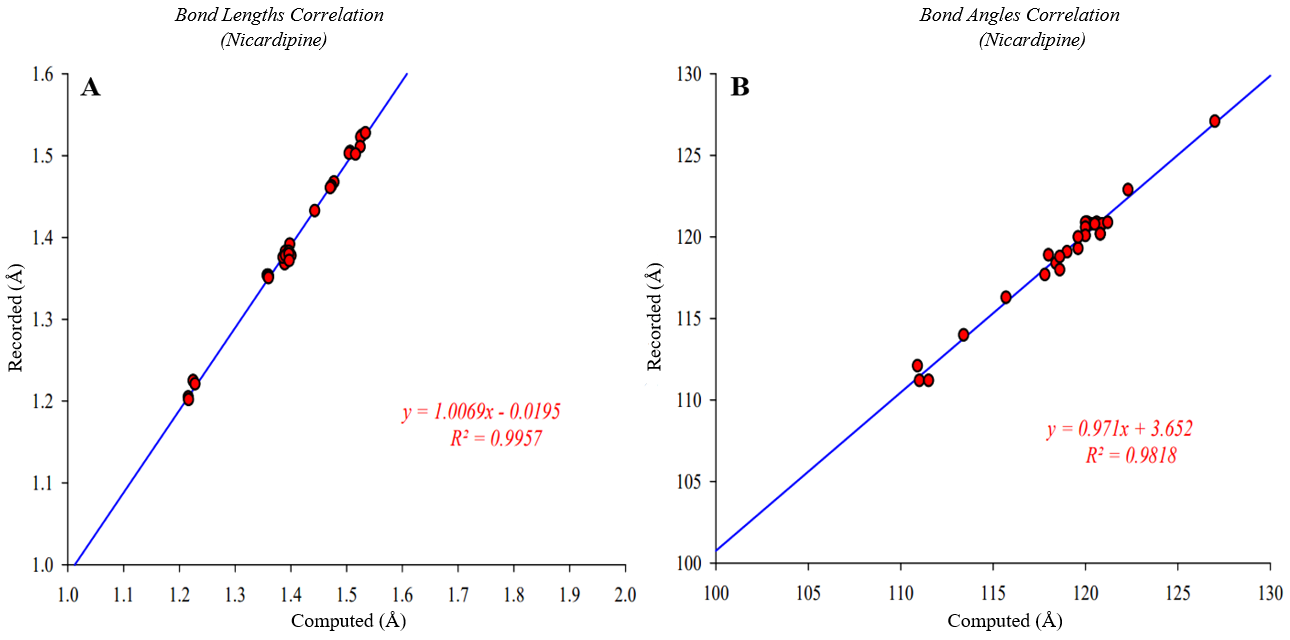 Bond Lengths Correlation
(Nicardipine)
A
1.6
1.5
1.4
1.3
1.2
1.1
1.0
Recorded (Å)
y = 1.0069x - 0.0195
R² = 0.9957
1.0 1.1 1.2 1.3 1.4 1.5 1.6 1.7 1.8 1.9 2.0
Computed (Å)
Bond Angles Correlation
(Nicardipine)
B
130
125
120
115
110
105
100
Recorded (Å)
y = 0.971x + 3.652
R² = 0.9818
100 105 110 115 120 125 130
Computed (Å)